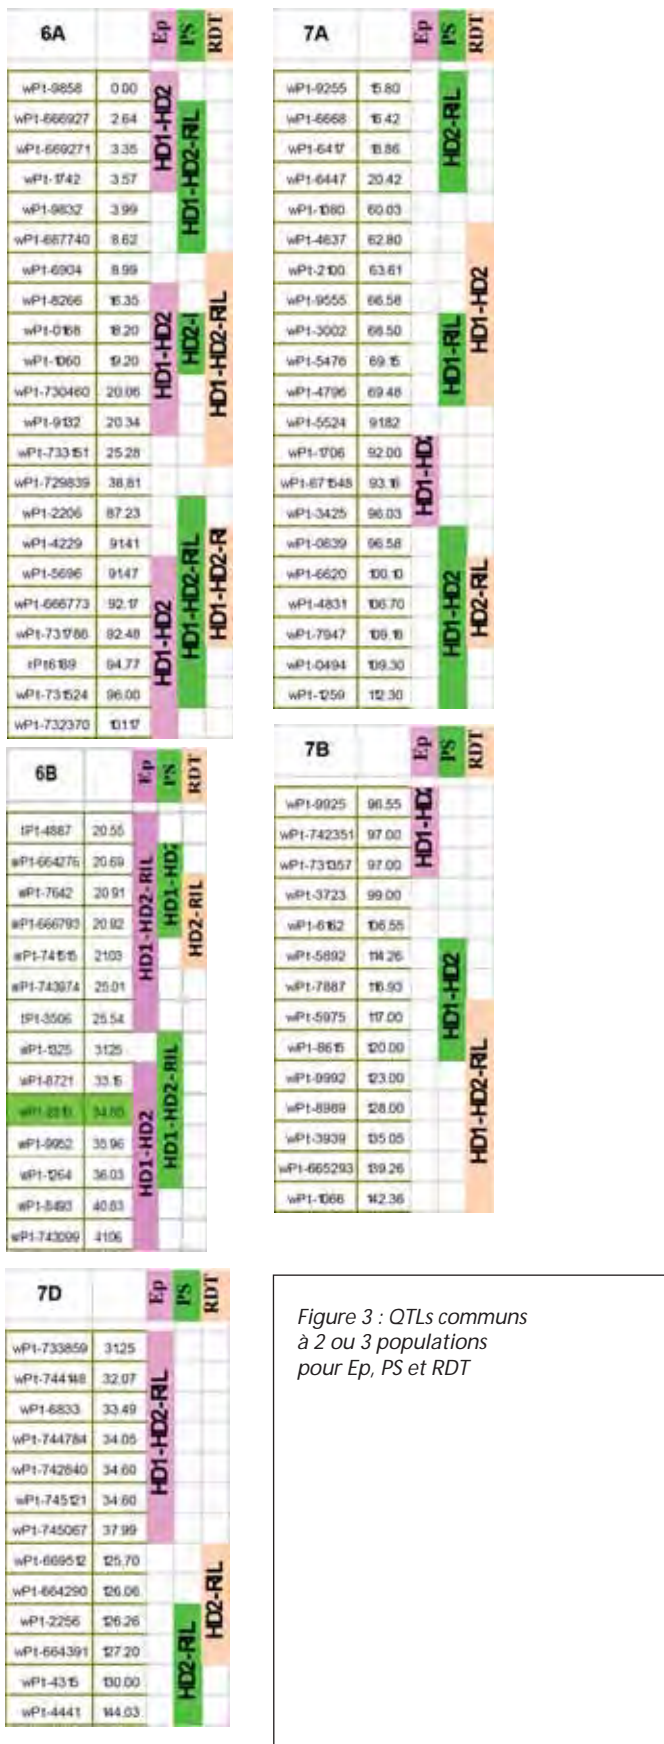 6A Ep PS RDT
wPt-9858 0.00
wPt-666927 2.64
wPt-669271 3.35
wPt-1742 3.57
wPt-9832 3.99
wPt-667740 8.62
wPt-6904 8.99
wPt-8266 16.35
wPt-0168 18.20
wPt-1060 19.20
wPt-730460 20.06
wPt-9132 20.34
wPt-733151 25.28
wPt-729839 38.81
wPt-2206 87.23
wPt-4229 91.41
wPt-5696 91.47
wPt-666773 92.17
wPt-731786 92.48
rPt6189 94.77
wPt-731524 96.00
wPt-732370 101.17
HD1-HD2
HD1-HD2-RIL
HD1-HD2
HD2-I
HD1-HD2-RIL
HD1-HD2
HD1-HD2-RIL
HD1-HD2-R
6B Ep PS RDT
tPt-4887 20.55
wPt-664276 20.69
wPt-7642 20.91
wPt-666793 20.92
wPt-741515 21.03
wPt-743974 25.01
tPt-3506 25.54
wPt-1325 31.25
wPt-8721 33.15
wPt-9952 35.96
wPt-1264 36.03
wPt-8493 40.83
wPt-743099 41.06
HD1-HD2-RIL
HD1-HD2
HD2-RIL
HD1-HD2
HD1-HD2-RIL
7D Ep PS RDT
wPt-733859 31.25
wPt-744148 32.07
wPt-6833 33.49
wPt-744784 34.05
wPt-742640 34.60
wPt-745121 34.60
wPt-745067 37.99
wPt-669512 125.70
wPt-664290 126.06
wPt-2256 126.26
wPt-664391 127.20
wPt-4315 130.00
wPt-4441 144.03
HD1-HD2-RIL
HD2-RIL
HD2-RIL
7A Ep PS RDT
wPt-9255 15.80
wPt-6668 16.42
wPt-6417 18.86
wPt-6447 20.42
wPt-1080 60.03
wPt-4637 62.80
wPt-2100 63.61
wPt-9555 66.58
wPt-3002 66.50
wPt-5476 69.15
wPt-4796 69.48
wPt-5524 91.82
wPt-1706 92.00
wPt-671548 93.16
wPt-3425 96.03
wPt-0639 96.58
wPt-6620 100.10
wPt-4831 106.70
wPt-7947 109.18
wPt-0494 109.30
wPt-1259 112.30
HD2-RIL
HD1-HD2
HD1-RIL
HD1-HD2
HD1-HD2
HD2-RIL
7B Ep PS RDT
wPt-9925 96.55
wPt-742351 97.00
wPt-731357 97.00
wPt-3723 99.00
wPt-6162 106.55
wPt-5892 114.26
wPt-7887 116.93
wPt-5975 117.00
wPt-8615 120.00
wPt-9992 123.00
wPt-8989 128.00
wPt-3939 135.05
wPt-665293 139.26
wPt-1066 142.36
HD1-HD2
HD1-HD2
HD1-HD2-RIL
Figure 3 : QTLs communs
à 2 ou 3 populations
pour Ep, PS et RDT